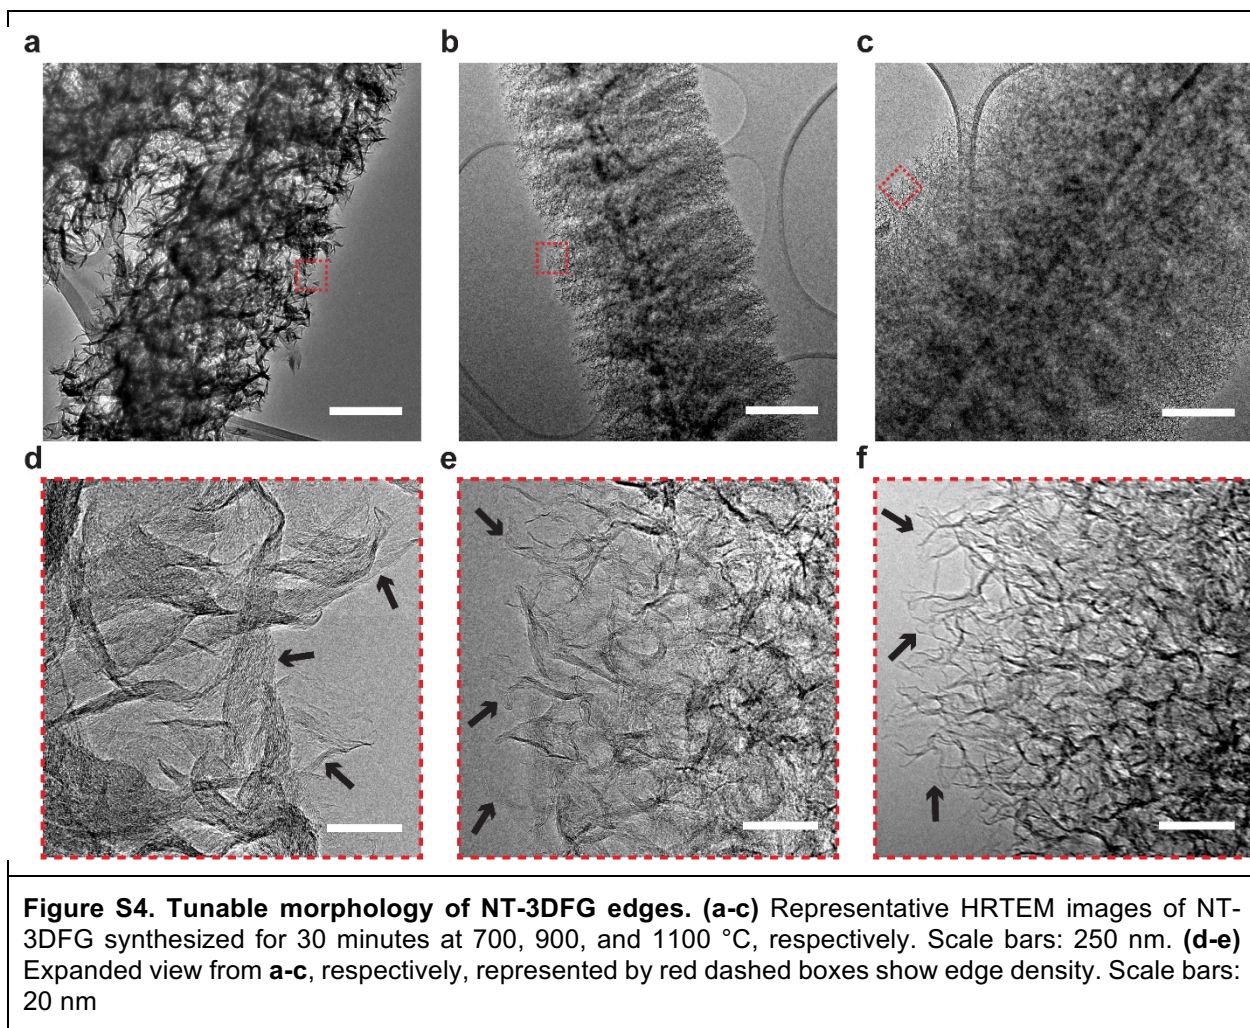 a
b
c
d
e
f
Figure S4. Tunable morphology of NT-3DFG edges. (a-c) Representative HRTEM images of NT-
3DFG synthesized for 30 minutes at 700, 900, and 1100 °C, respectively. Scale bars: 250 nm. (d-e)
Expanded view from a-c, respectively, represented by red dashed boxes show edge density. Scale bars:
20 nm